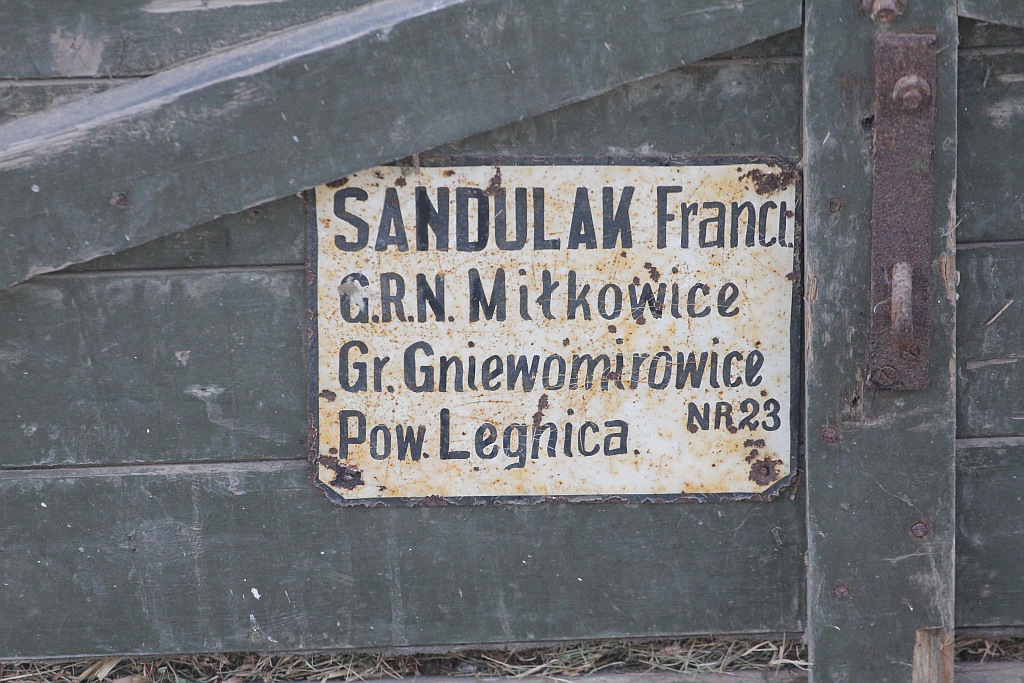 SANDULAK Franci.
G.R.N. Miłkowice
Gr. Gniewomirowice
Pow. Legnica. NR 23